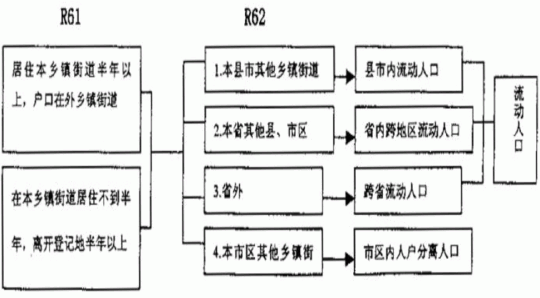 R61
R62
居住本乡镇街道半年以
上，户口在外乡镇街道
在本乡镇街道居住不到半
年，离开登记地半年以上
1.本县市其他乡镇街道
县市内流动人口
2.本省其他县、市区
省内跨地区流动人口
3.省外
跨省流动人口
4.本市区其他乡镇街
市区内人户分离人口
流动人口